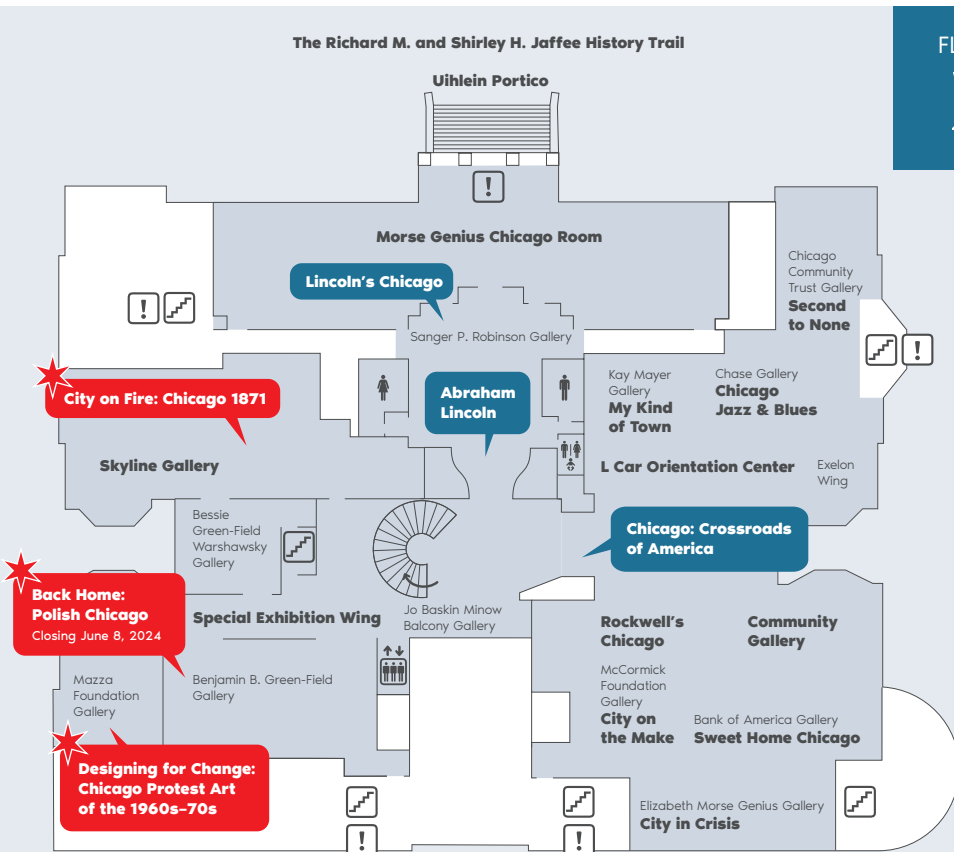 The Richard M. and Shirley H. Jaffee History Trail
Uihlein Portico
FL
!
Morse Genius Chicago Room
Lincoln's Chicago
Sanger P. Robinson Gallery
Chicago
Community
Trust Gallery
Second
to None
!
!
City on Fire: Chicago 1871
Abraham
Lincoln
Kay Mayer
Gallery
My Kind
of Town
Chase Gallery
Chicago
Jazz & Blues
Skyline Gallery
L Car Orientation Center
Exelon
Wing
Bessie
Green-Field
Warshawsky
Gallery
Chicago: Crossroads
of America
Back Home:
Polish Chicago
Closing June 8, 2024
Special Exhibition Wing
Jo Baskin Minow
Balcony Gallery
Rockwell's
Chicago
Community
Gallery
Mazza
Foundation
Gallery
Benjamin B. Green-Field
Gallery
McCormick
Foundation
Gallery
City on
the Make
Bank of America Gallery
Sweet Home Chicago
Designing for Change:
Chicago Protest Art
of the 1960s–70s
Elizabeth Morse Genius Gallery
City in Crisis
!
!